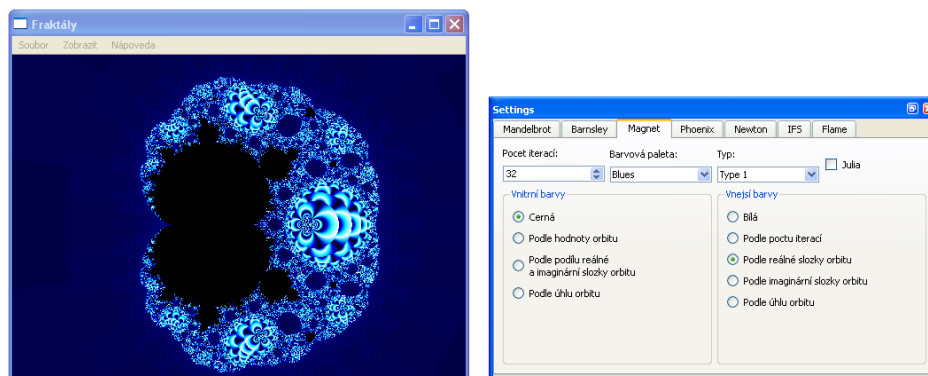 Fraktály
Soubor Zobrazit Nápoveda
Settings
Mandelbrot Barnsley Magnet Phoenix Newton IFS Flame
Pocet iterací: Barvová paleta: Typ:
32 Blues Type 1 Julia
Vnitrní barvy
Cerná
Podle hodnoty orbitu
Podle podílu reálné
a imaginární slozky orbitu
Podle úhlu orbitu
Vnejsí barvy
Bílá
Podle poctu iterací
Podle reálné slozky orbitu
Podle imaginární slozky orbitu
Podle úhlu orbitu